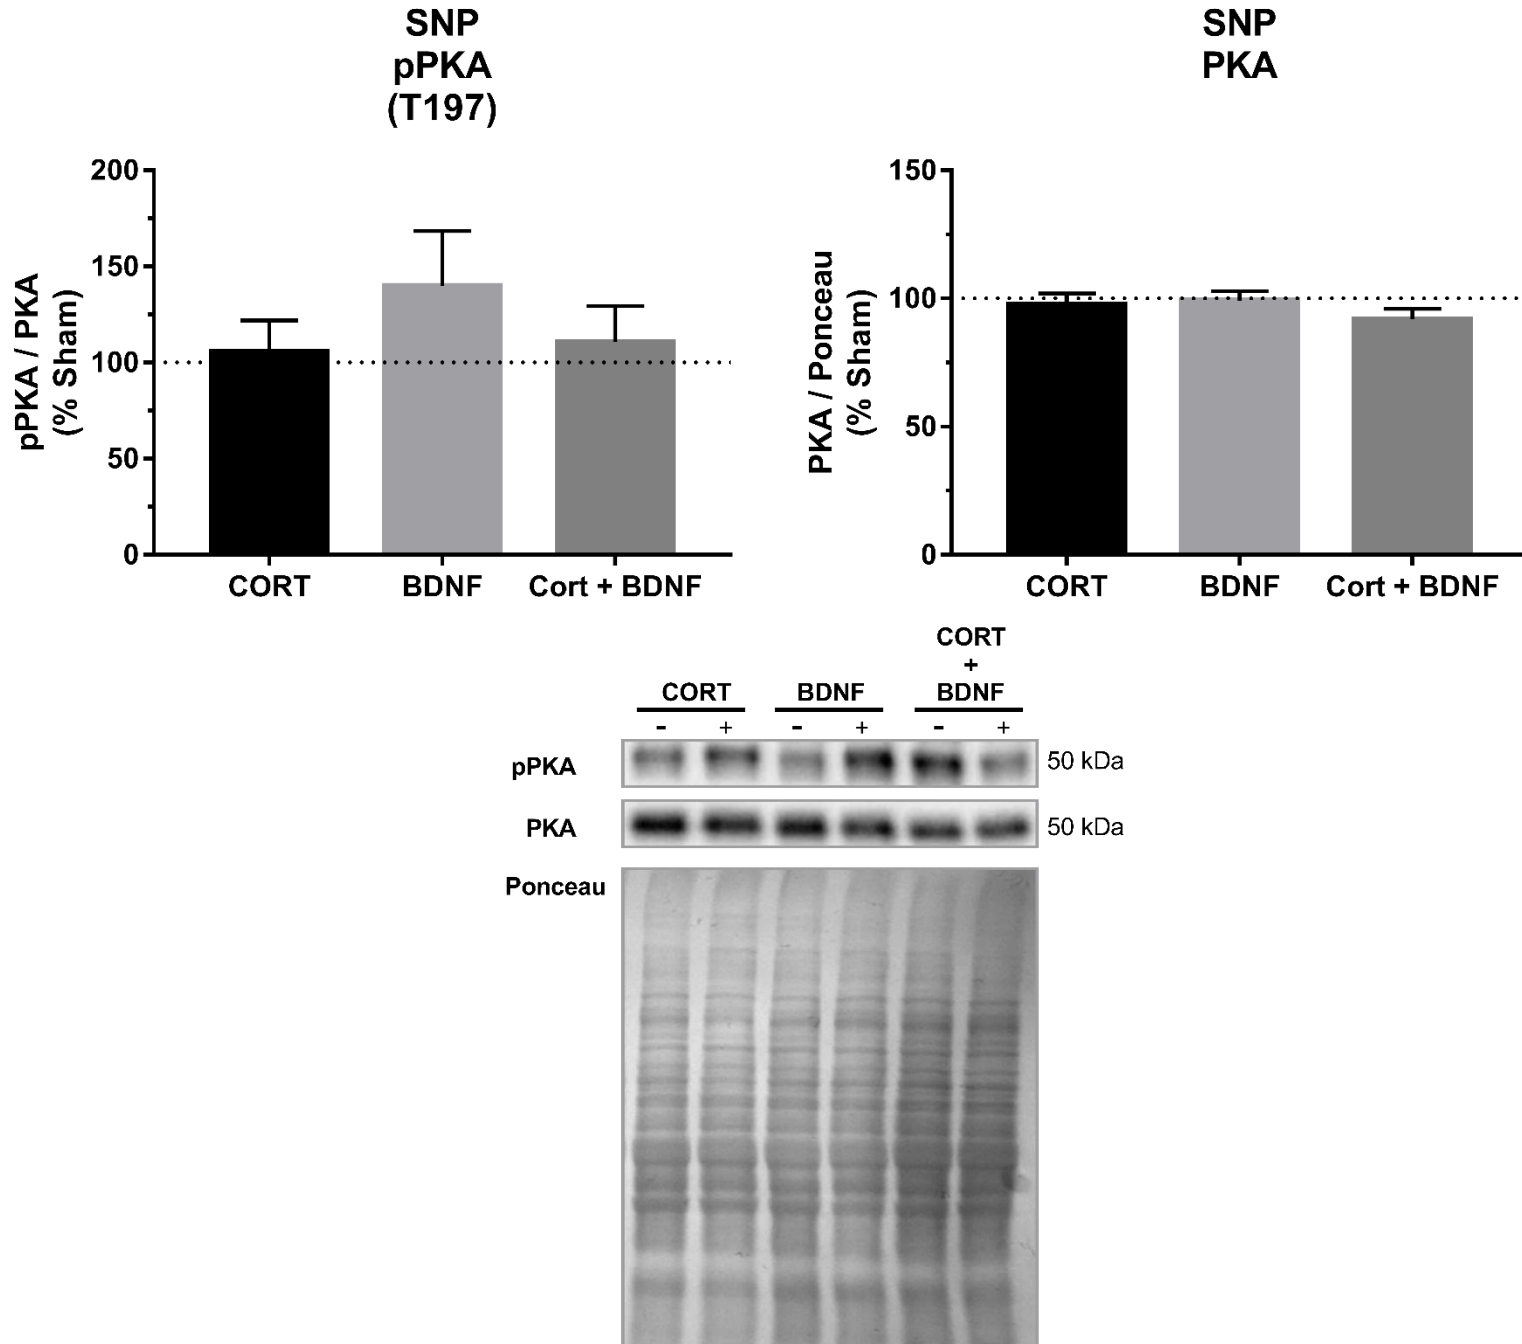 SNP
pPKA
(T197)
200
150
100
50
0
pPKA / PKA
(% Sham)
CORT
BDNF
Cort + BDNF
SNP
PKA
150
100
50
0
PKA / Ponceau
(% Sham)
CORT
BDNF
Cort + BDNF
CORT
BDNF
CORT
+
BDNF
- + - + - +
pPKA
50 kDa
PKA
50 kDa
Ponceau